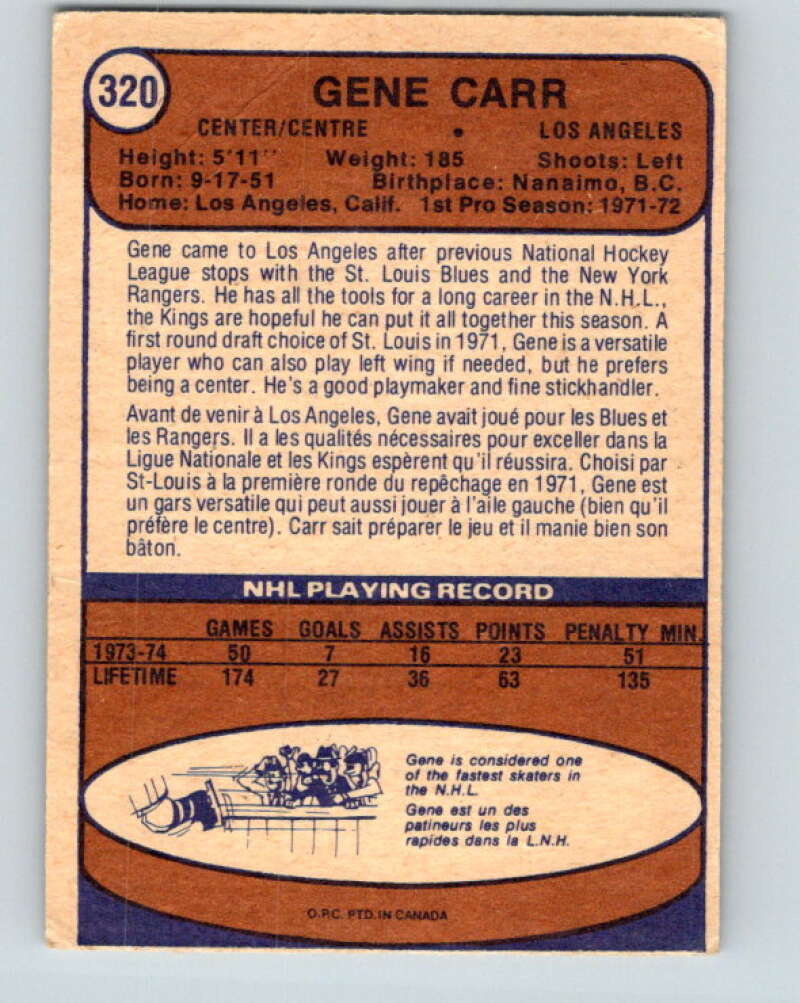 320
GENE CARR
CENTER/CENTRE • LOS ANGELES
Height: 5'11" Weight: 185 Shoots: Left
Born: 9-17-51 Birthplace: Nanaimo, B.C.
Home: Los Angeles, Calif. 1st Pro Season: 1971-72
Gene came to Los Angeles after previous National Hockey
League stops with the St. Louis Blues and the New York
Rangers. He has all the tools for a long career in the N.H.L.,
the Kings are hopeful he can put it all together this season. A
first round draft choice of St. Louis in 1971, Gene is a versatile
player who can also play left wing if needed, but he prefers
being a center. He's a good playmaker and fine stickhandler.
Avant de venir à Los Angeles, Gene avait joué pour les Blues et
les Rangers. Il a les qualités nécessaires pour exceller dans la
Ligue Nationale et les Kings espèrent qu'il réussira. Choisi par
St-Louis à la première ronde du repêchage en 1971, Gene est
un gars versatile qui peut aussi jouer à l'aile gauche (bien qu'il
préfère le centre). Carr sait préparer le jeu et il manie bien son
bâton.
NHL PLAYING RECORD
GAMES GOALS ASSISTS POINTS PENALTY MIN.
1973-74 50 7 16 23 51
LIFETIME 174 27 36 63 135
Gene is considered one
of the fastest skaters in
the N.H.L.
Gene est un des
patineurs les plus
rapides dans la L.N.H.
O.P.C. PTD. IN CANADA